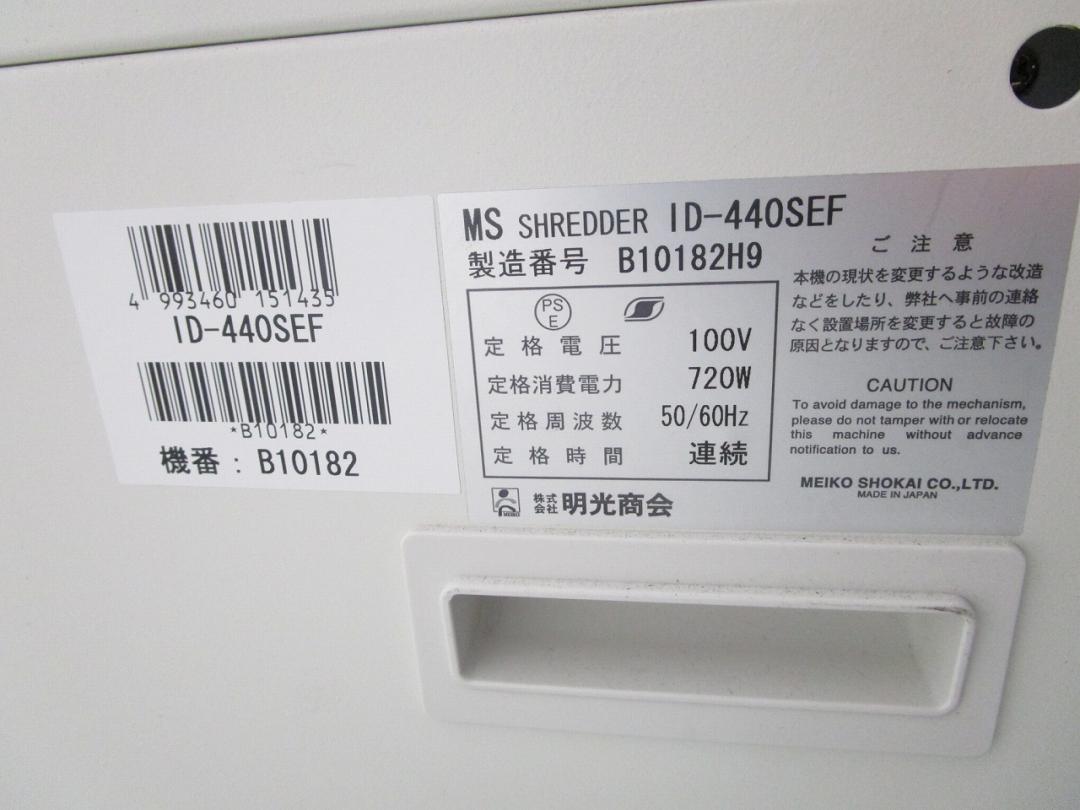 4 993460 151435
ID-440SEF
*B10182*
機番：B10182
MS SHREDDER ID-440SEF
製造番号 B10182H9
PS
E
定格電圧 100V
定格消費電力 720W
定格周波数 50/60Hz
定格時間 連続
MEIKO
株式会社 明光商会
ご注意
本機の現状を変更するような改造
などをしたり、弊社へ事前の連絡
なく設置場所を変更すると故障の
原因となりますので、ご注意下さい。
CAUTION
To avoid damage to the mechanism,
please do not tamper with or relocate
this machine without advance
notification to us.
MEIKO SHOKAI CO.,LTD.
MADE IN JAPAN